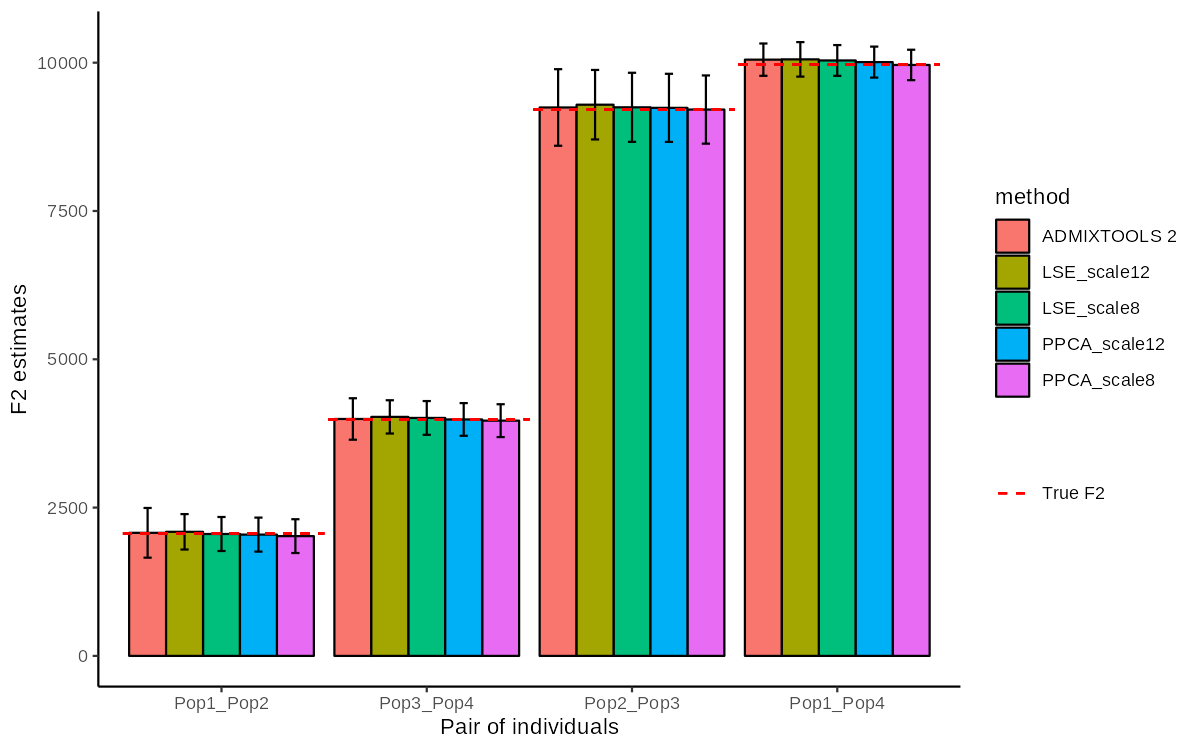 F2 estimates
10000
7500
5000
2500
0
Pop1_Pop2
Pop3_Pop4
Pop2_Pop3
Pop1_Pop4
Pair of individuals
method
ADMIXTOOLS 2
LSE_scale12
LSE_scale8
PPCA_scale12
PPCA_scale8
True F2